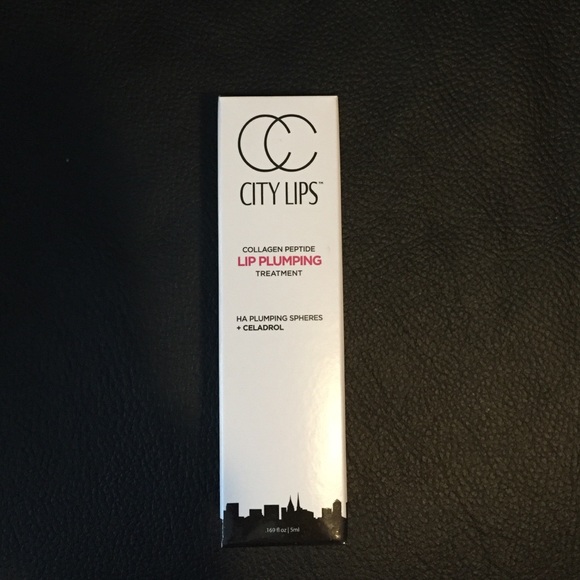 CC
CITY LIPS™
COLLAGEN PEPTIDE
LIP PLUMPING
TREATMENT
HA PLUMPING SPHERES
+ CELADROL
.169 fl oz | 5ml